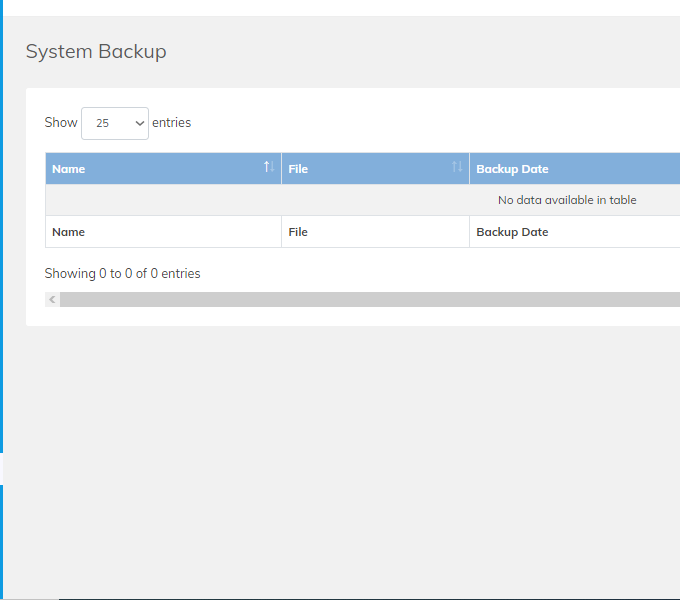 System Backup
Show 25 entries
Name File Backup Date
No data available in table
Name File Backup Date
Showing 0 to 0 of 0 entries